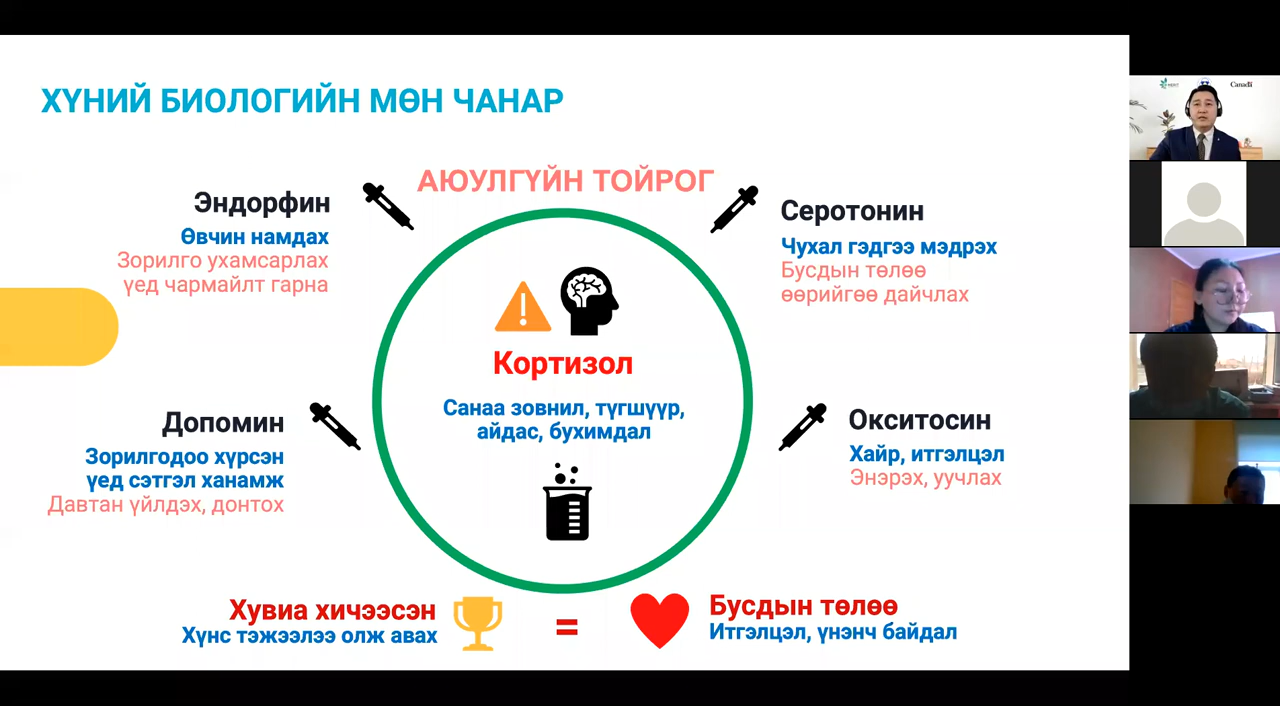 ХҮНИЙ БИОЛОГИЙН МӨН ЧАНАР
АЮУЛГҮЙН ТОЙРОГ
Эндорфин
Өвчин намдах
Зорилго ухамсарлах
үед чармайлт гарна
Серотонин
Чухал гэдгээ мэдрэх
Бусдын төлөө
өөрийгөө дайчлах
Кортизол
Санаа зовнил, түгшүүр,
айдас, бухимдал
Допомин
Зорилгодоо хүрсэн
үед сэтгэл ханамж
Давтан үйлдэх, донтох
Окситосин
Хайр, итгэлцэл
Энэрэх, уучлах
Хувиа хичээсэн
Хүнс тэжээлээ олж авах
=
Бусдын төлөө
Итгэлцэл, үнэнч байдал
Canada